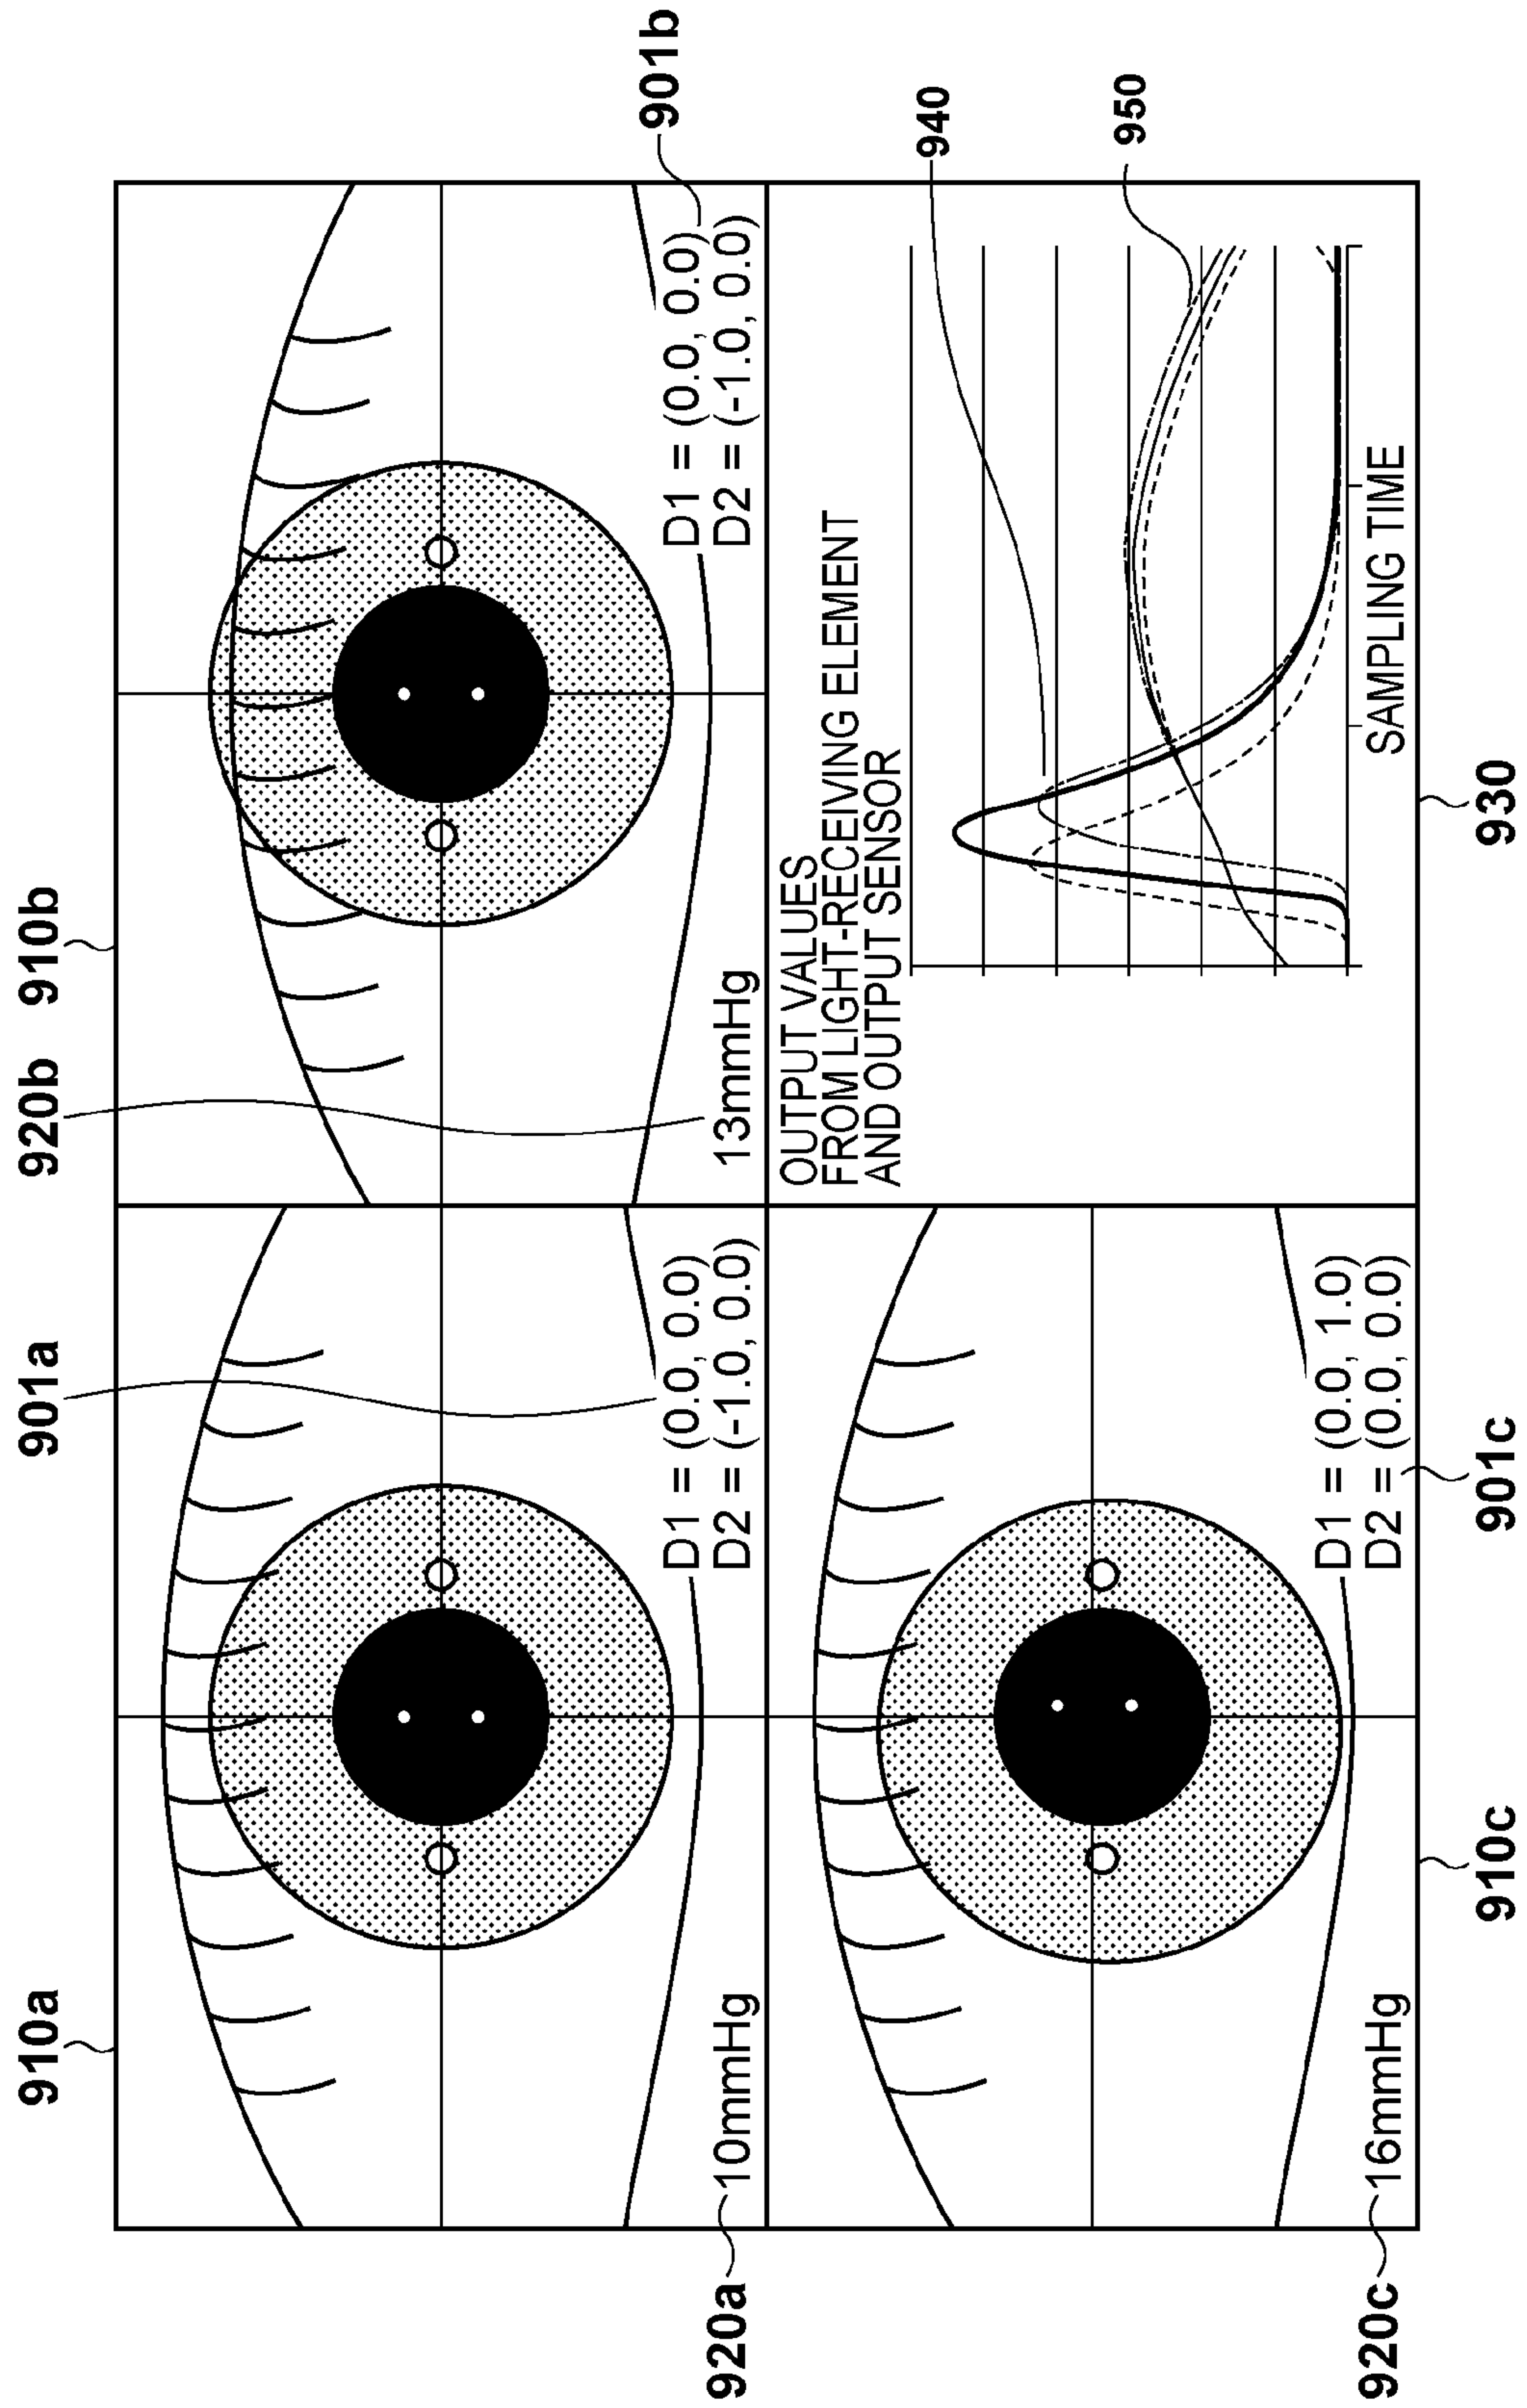 910a
901a
920b
910b
901b
D1 = (0.0, 0.0)
D2 = (-1.0, 0.0)
920a
10mmHg
D1 = (0.0, 0.0)
D2 = (-1.0, 0.0)
13mmHg
OUTPUT VALUES
FROM LIGHT-RECEIVING ELEMENT
AND OUTPUT SENSOR
940
950
SAMPLING TIME
D1 = (0.0, 1.0)
D2 = (0.0, 0.0)
920c
16mmHg
910c
901c
930